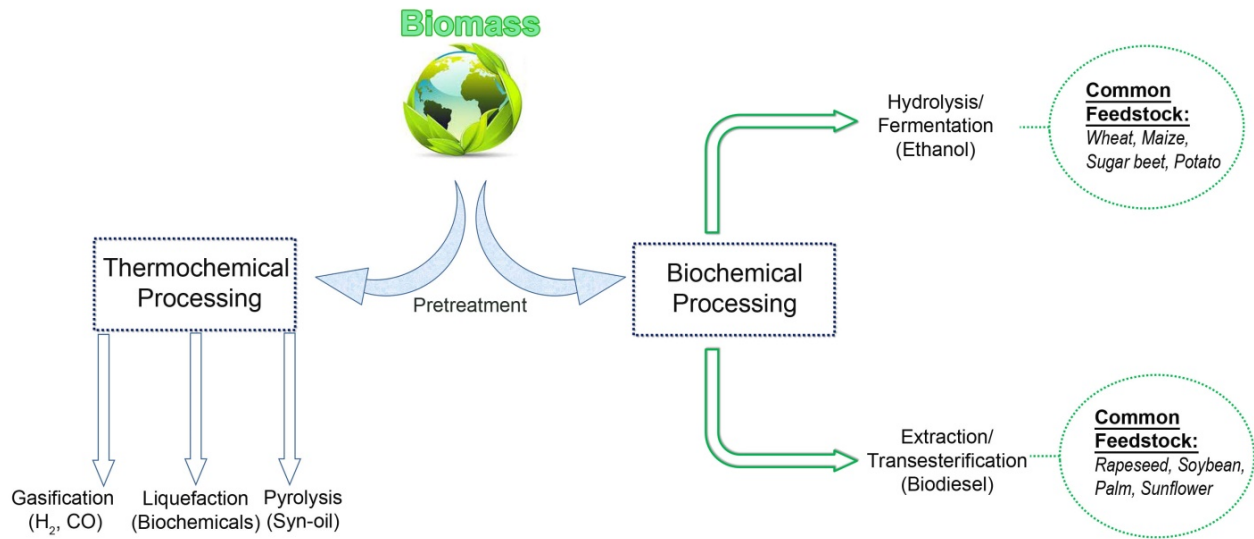 Biomass
Pretreatment
Thermochemical
Processing
Gasification
(H₂, CO)
Liquefaction
(Biochemicals)
Pyrolysis
(Syn-oil)
Biochemical
Processing
Hydrolysis/
Fermentation
(Ethanol)
Common
Feedstock:
Wheat, Maize,
Sugar beet, Potato
Extraction/
Transesterification
(Biodiesel)
Common
Feedstock:
Rapeseed, Soybean,
Palm, Sunflower